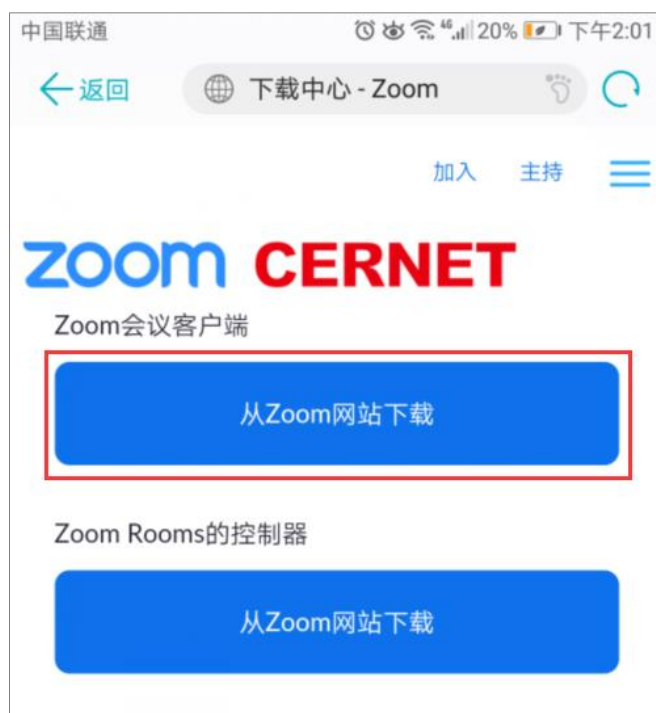 中国联通 46 20% 下午2:01
返回 下载中心 - Zoom
加入 主持
zoom CERNET
Zoom会议客户端
从Zoom网站下载
Zoom Rooms的控制器
从Zoom网站下载